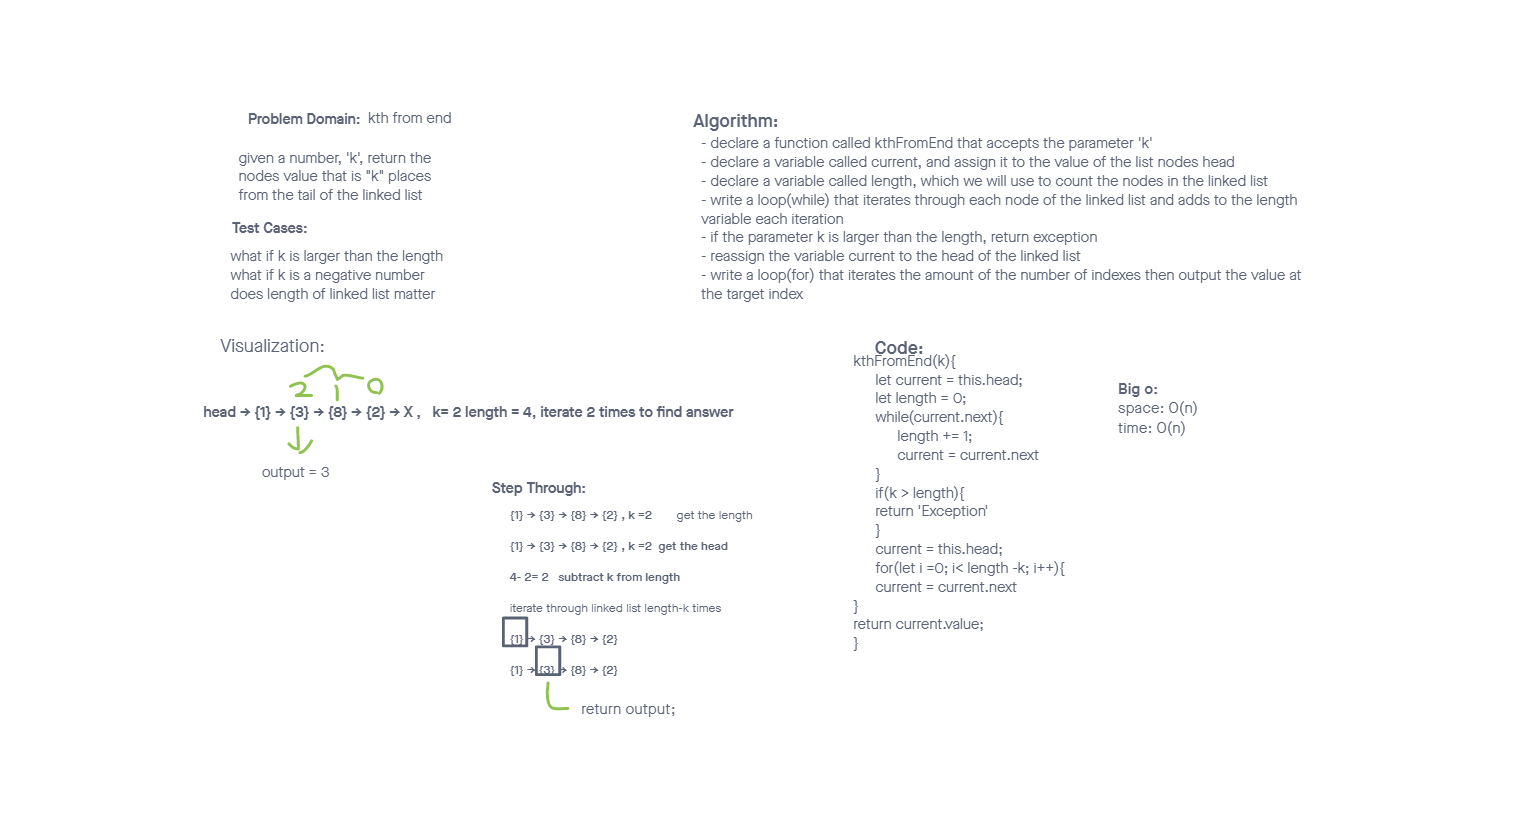 Problem Domain: kth from end
given a number, 'k', return the
nodes value that is "k" places
from the tail of the linked list
Test Cases:
what if k is larger than the length
what if k is a negative number
does length of linked list matter
Algorithm:
- declare a function called kthFromEnd that accepts the parameter 'k'
- declare a variable called current, and assign it to the value of the list nodes head
- declare a variable called length, which we will use to count the nodes in the linked list
- write a loop(while) that iterates through each node of the linked list and adds to the length
variable each iteration
- if the parameter k is larger than the length, return exception
- reassign the variable current to the head of the linked list
- write a loop(for) that iterates the amount of the number of indexes then output the value at
the target index
Visualization:
2 1 0
head → {1} → {3} → {8} → {2} → X , k= 2 length = 4, iterate 2 times to find answer
output = 3
Step Through:
{1} → {3} → {8} → {2} , k =2 get the length
{1} → {3} → {8} → {2} , k =2 get the head
4- 2= 2 subtract k from length
iterate through linked list length-k times
{1} → {3} → {8} → {2}
{1} → {3} → {8} → {2}
return output;
Code:
kthFromEnd(k){
let current = this.head;
let length = 0;
while(current.next){
length += 1;
current = current.next
}
if(k > length){
return 'Exception'
}
current = this.head;
for(let i =0; i< length -k; i++){
current = current.next
}
return current.value;
}
Big o:
space: O(n)
time: O(n)